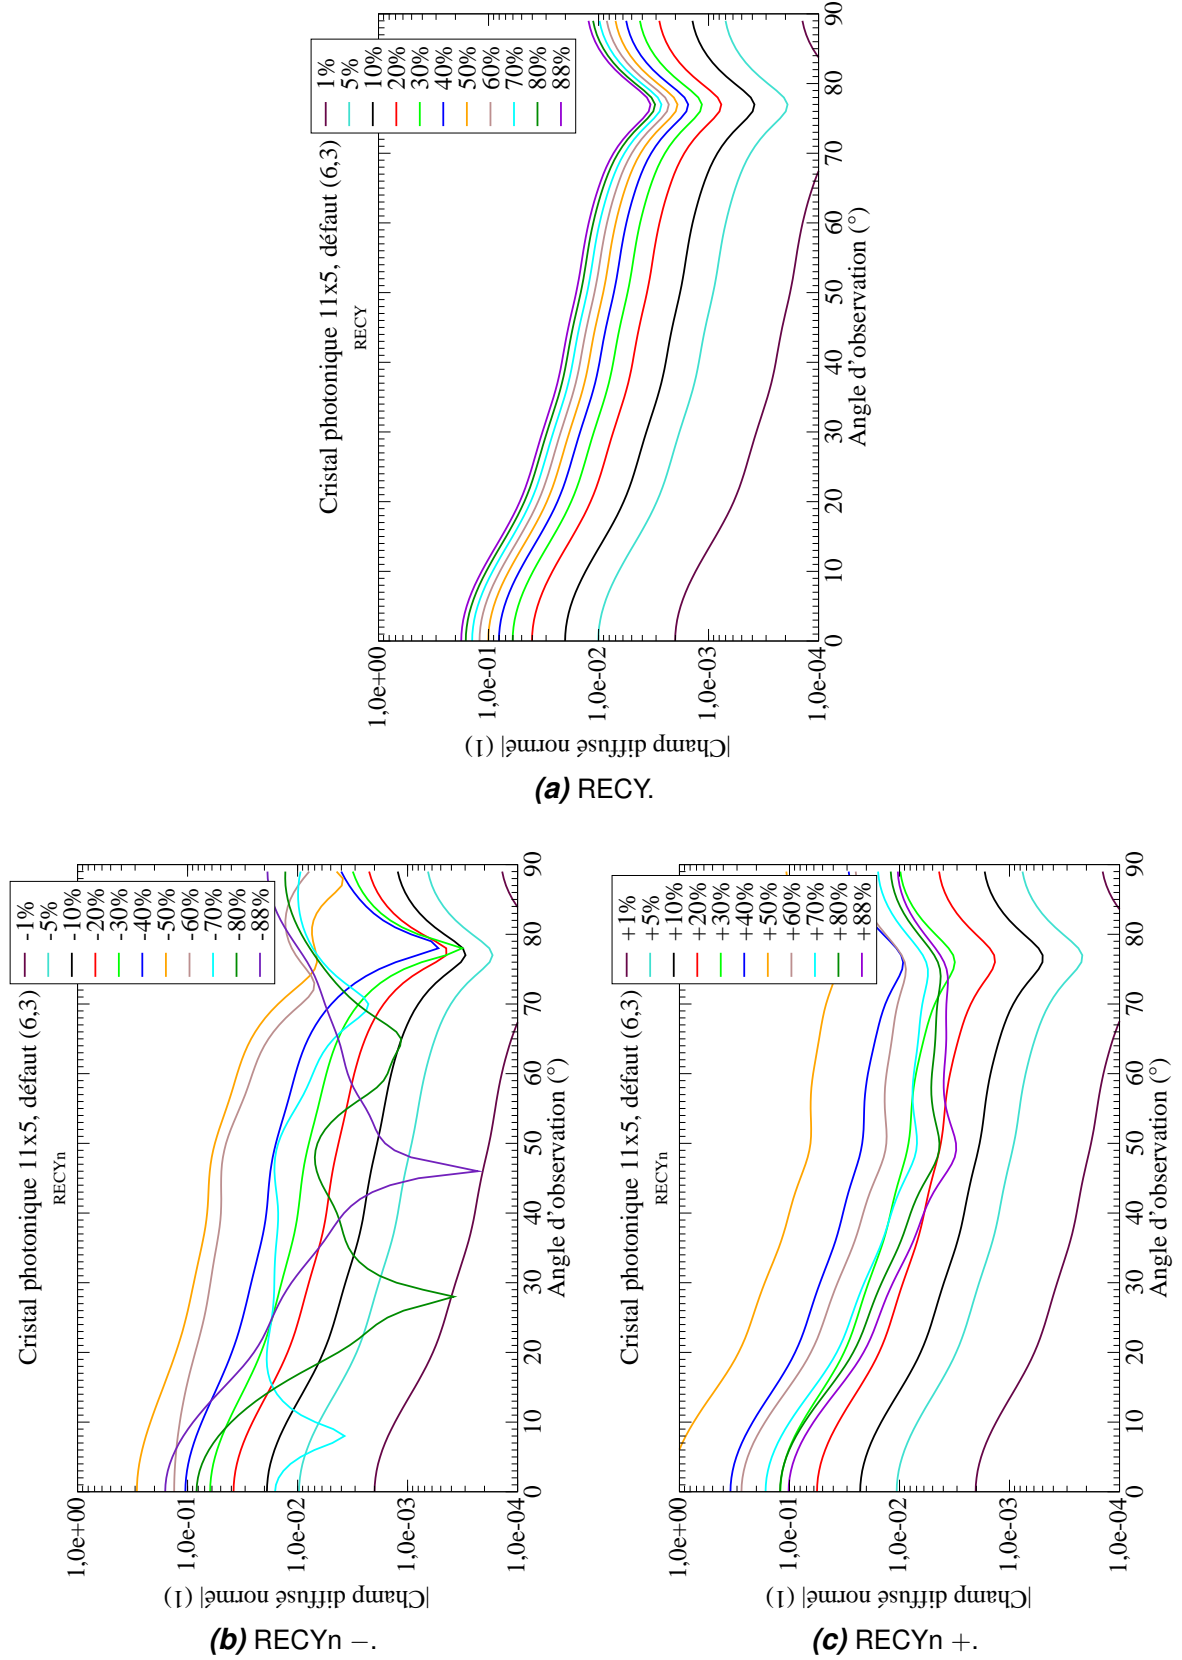 Cristal photonique 11x5, défaut (6,3)
RECY
1%
5%
10%
20%
30%
40%
50%
60%
70%
80%
88%
1,0e+00
1,0e-01
1,0e-02
1,0e-03
1,0e-04
|Champ diffusé normé| (1)
0 10 20 30 40 50 60 70 80 90
Angle d'observation (°)
(a) RECY.
Cristal photonique 11x5, défaut (6,3)
RECYn
-1%
-5%
-10%
-20%
-30%
-40%
-50%
-60%
-70%
-80%
-88%
1,0e+00
1,0e-01
1,0e-02
1,0e-03
1,0e-04
|Champ diffusé normé| (1)
0 10 20 30 40 50 60 70 80 90
Angle d'observation (°)
(b) RECYn −.
Cristal photonique 11x5, défaut (6,3)
RECYn
+1%
+5%
+10%
+20%
+30%
+40%
+50%
+60%
+70%
+80%
+88%
1,0e+00
1,0e-01
1,0e-02
1,0e-03
1,0e-04
|Champ diffusé normé| (1)
0 10 20 30 40 50 60 70 80 90
Angle d'observation (°)
(c) RECYn +.